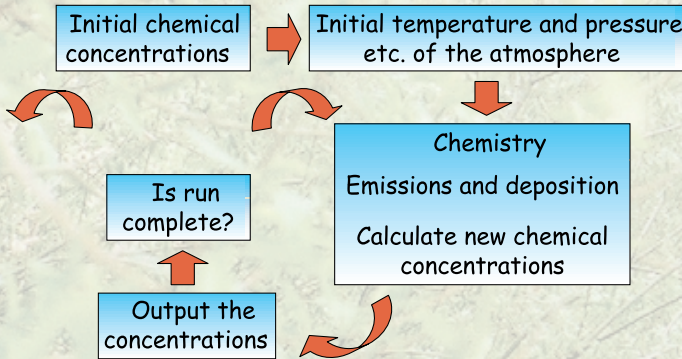 Initial chemical
concentrations
Initial temperature and pressure
etc. of the atmosphere
Chemistry
Emissions and deposition
Calculate new chemical
concentrations
Is run
complete?
Output the
concentrations